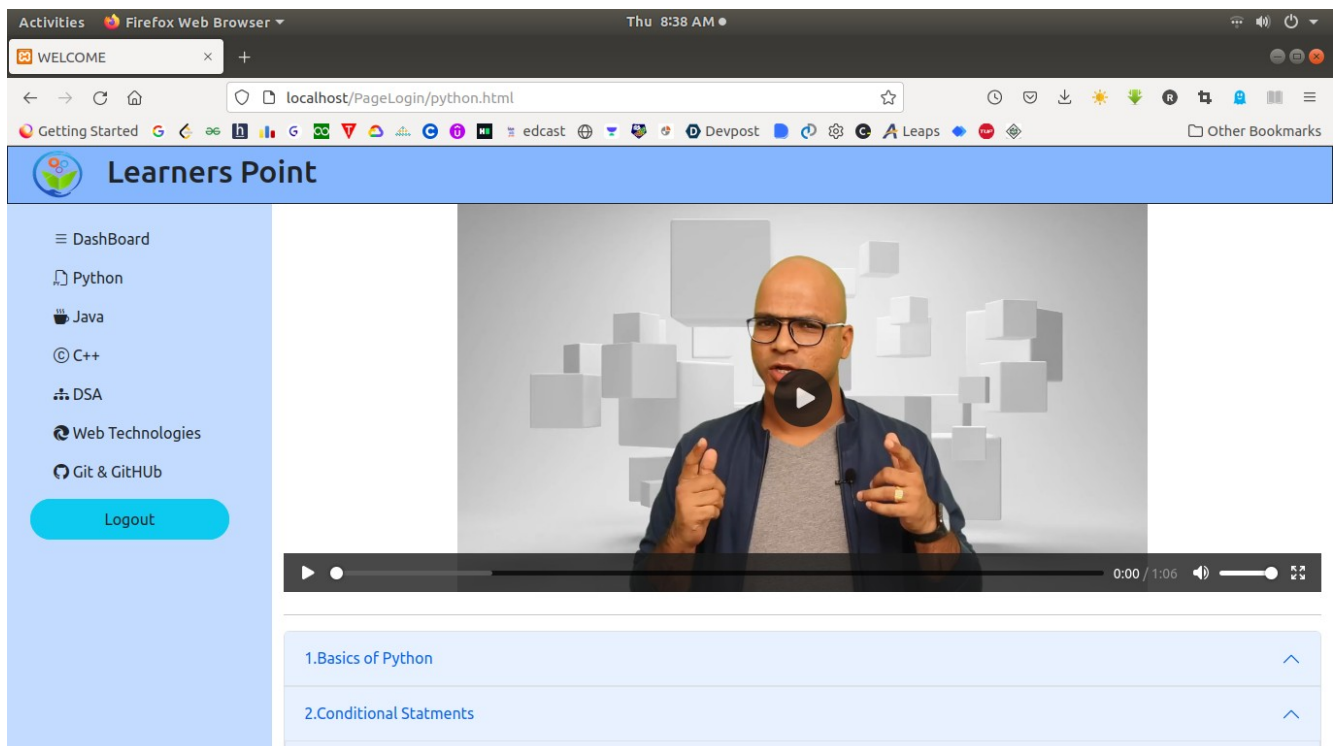 Activities Firefox Web Browser Thu 8:38 AM
WELCOME
localhost/PageLogin/python.html
Getting Started edcast Devpost Leaps Other Bookmarks
Learners Point
DashBoard
Python
Java
C++
DSA
Web Technologies
Git & GitHUb
Logout
0:00 / 1:06
1.Basics of Python
2.Conditional Statments